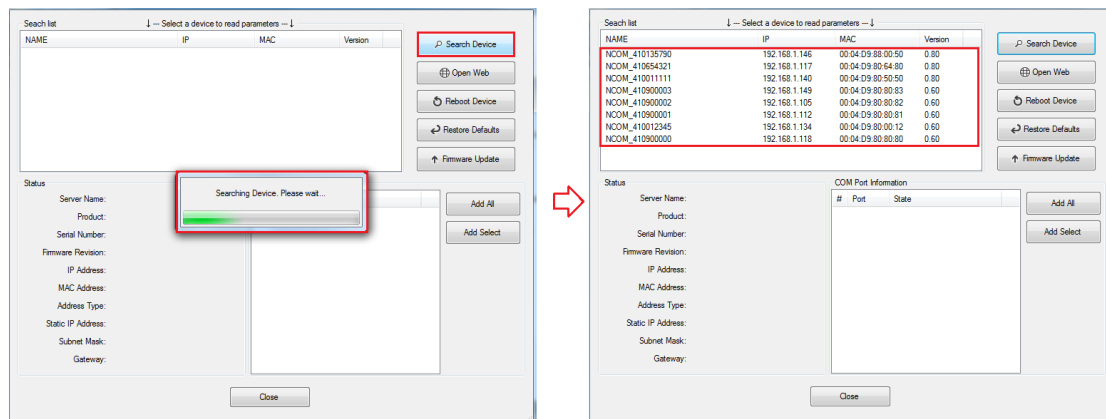 Seach list
↓ --- Select a device to read parameters --- ↓
NAME IP MAC Version
Search Device
Open Web
Reboot Device
Restore Defaults
Firmware Update
Searching Device. Please wait...
Status
Server Name:
Product:
Serial Number:
Firmware Revision:
IP Address:
MAC Address:
Address Type:
Static IP Address:
Subnet Mask:
Gateway:
Add All
Add Select
Close
Seach list
↓ --- Select a device to read parameters --- ↓
NAME IP MAC Version
NCOM_410135790 192.168.1.146 00:04:D9:88:00:50 0.80
NCOM_410654321 192.168.1.117 00:04:D9:80:64:80 0.80
NCOM_410011111 192.168.1.140 00:04:D9:80:50:50 0.80
NCOM_410900003 192.168.1.149 00:04:D9:80:80:83 0.60
NCOM_410900002 192.168.1.105 00:04:D9:80:80:82 0.60
NCOM_410900001 192.168.1.112 00:04:D9:80:80:81 0.60
NCOM_410012345 192.168.1.134 00:04:D9:80:00:12 0.60
NCOM_410900000 192.168.1.118 00:04:D9:80:80:80 0.60
Search Device
Open Web
Reboot Device
Restore Defaults
Firmware Update
Status
Server Name:
Product:
Serial Number:
Firmware Revision:
IP Address:
MAC Address:
Address Type:
Static IP Address:
Subnet Mask:
Gateway:
COM Port Information
# Port State
Add All
Add Select
Close